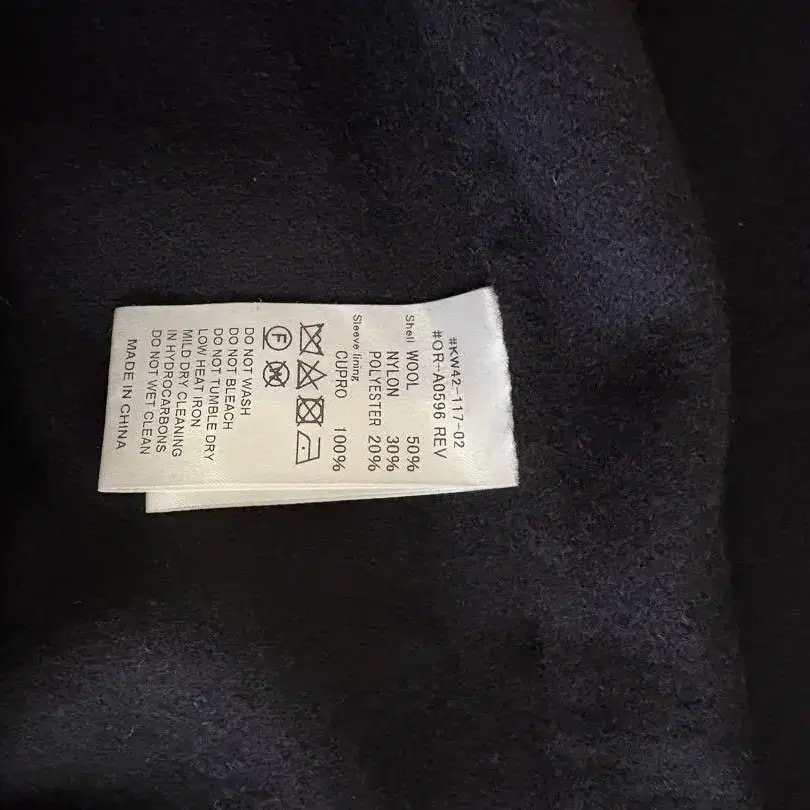 #KW42-117-02
#OR-A0596 REV
Shell WOOL 50%
NYLON 30%
POLYESTER 20%
Sleeve lining
CUPRO 100%
F W
DO NOT WASH
DO NOT BLEACH
DO NOT TUMBLE DRY
LOW HEAT IRON
MILD DRY CLEANING
IN HYDROCARBONS
DO NOT WET CLEAN
MADE IN CHINA